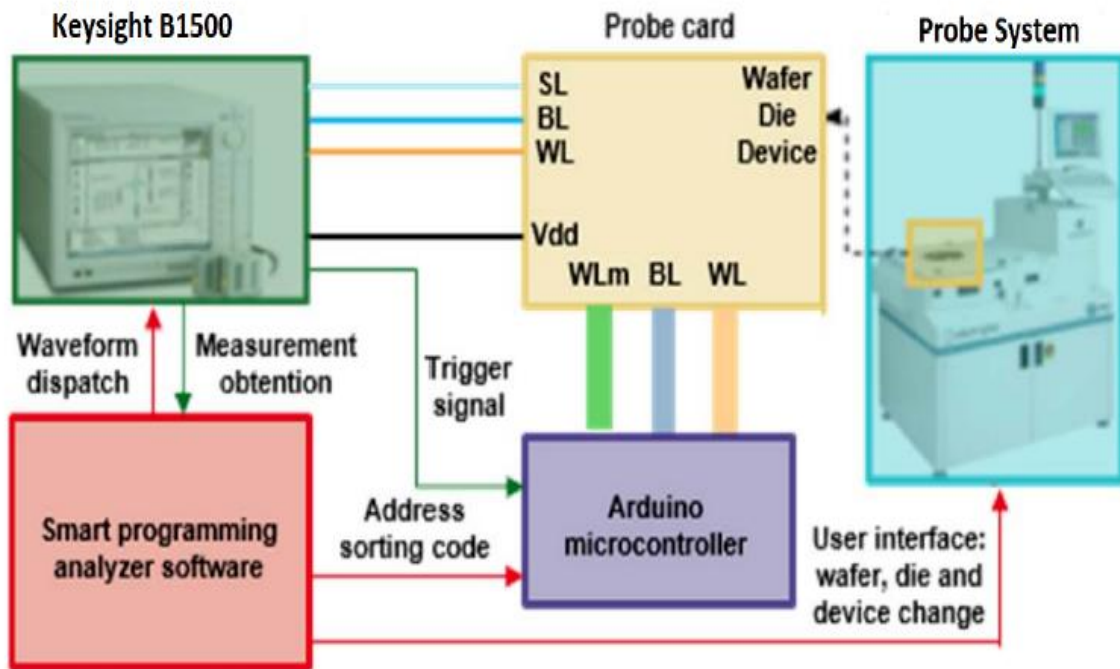 Keysight B1500
Probe card
Probe System
SL
BL
WL
Vdd
Wafer
Die
Device
WLm BL WL
Waveform
dispatch
Measurement
obtention
Trigger
signal
Smart programming
analyzer software
Address
sorting code
Arduino
microcontroller
User interface:
wafer, die and
device change